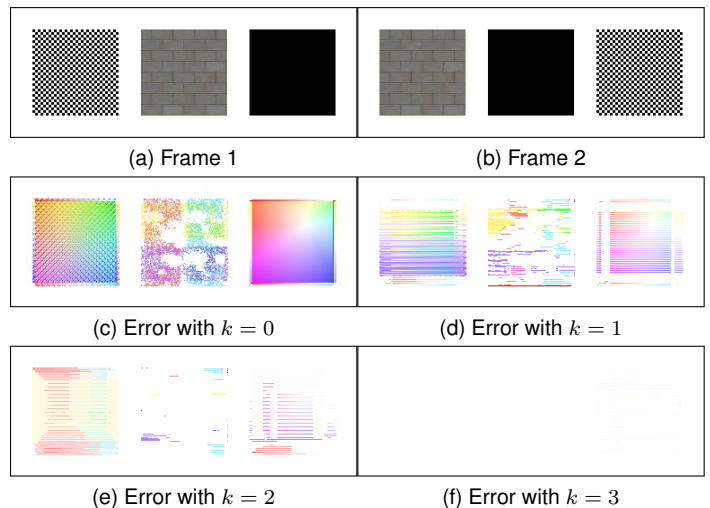 (a) Frame 1
(b) Frame 2
(c) Error with k = 0
(d) Error with k = 1
(e) Error with k = 2
(f) Error with k = 3